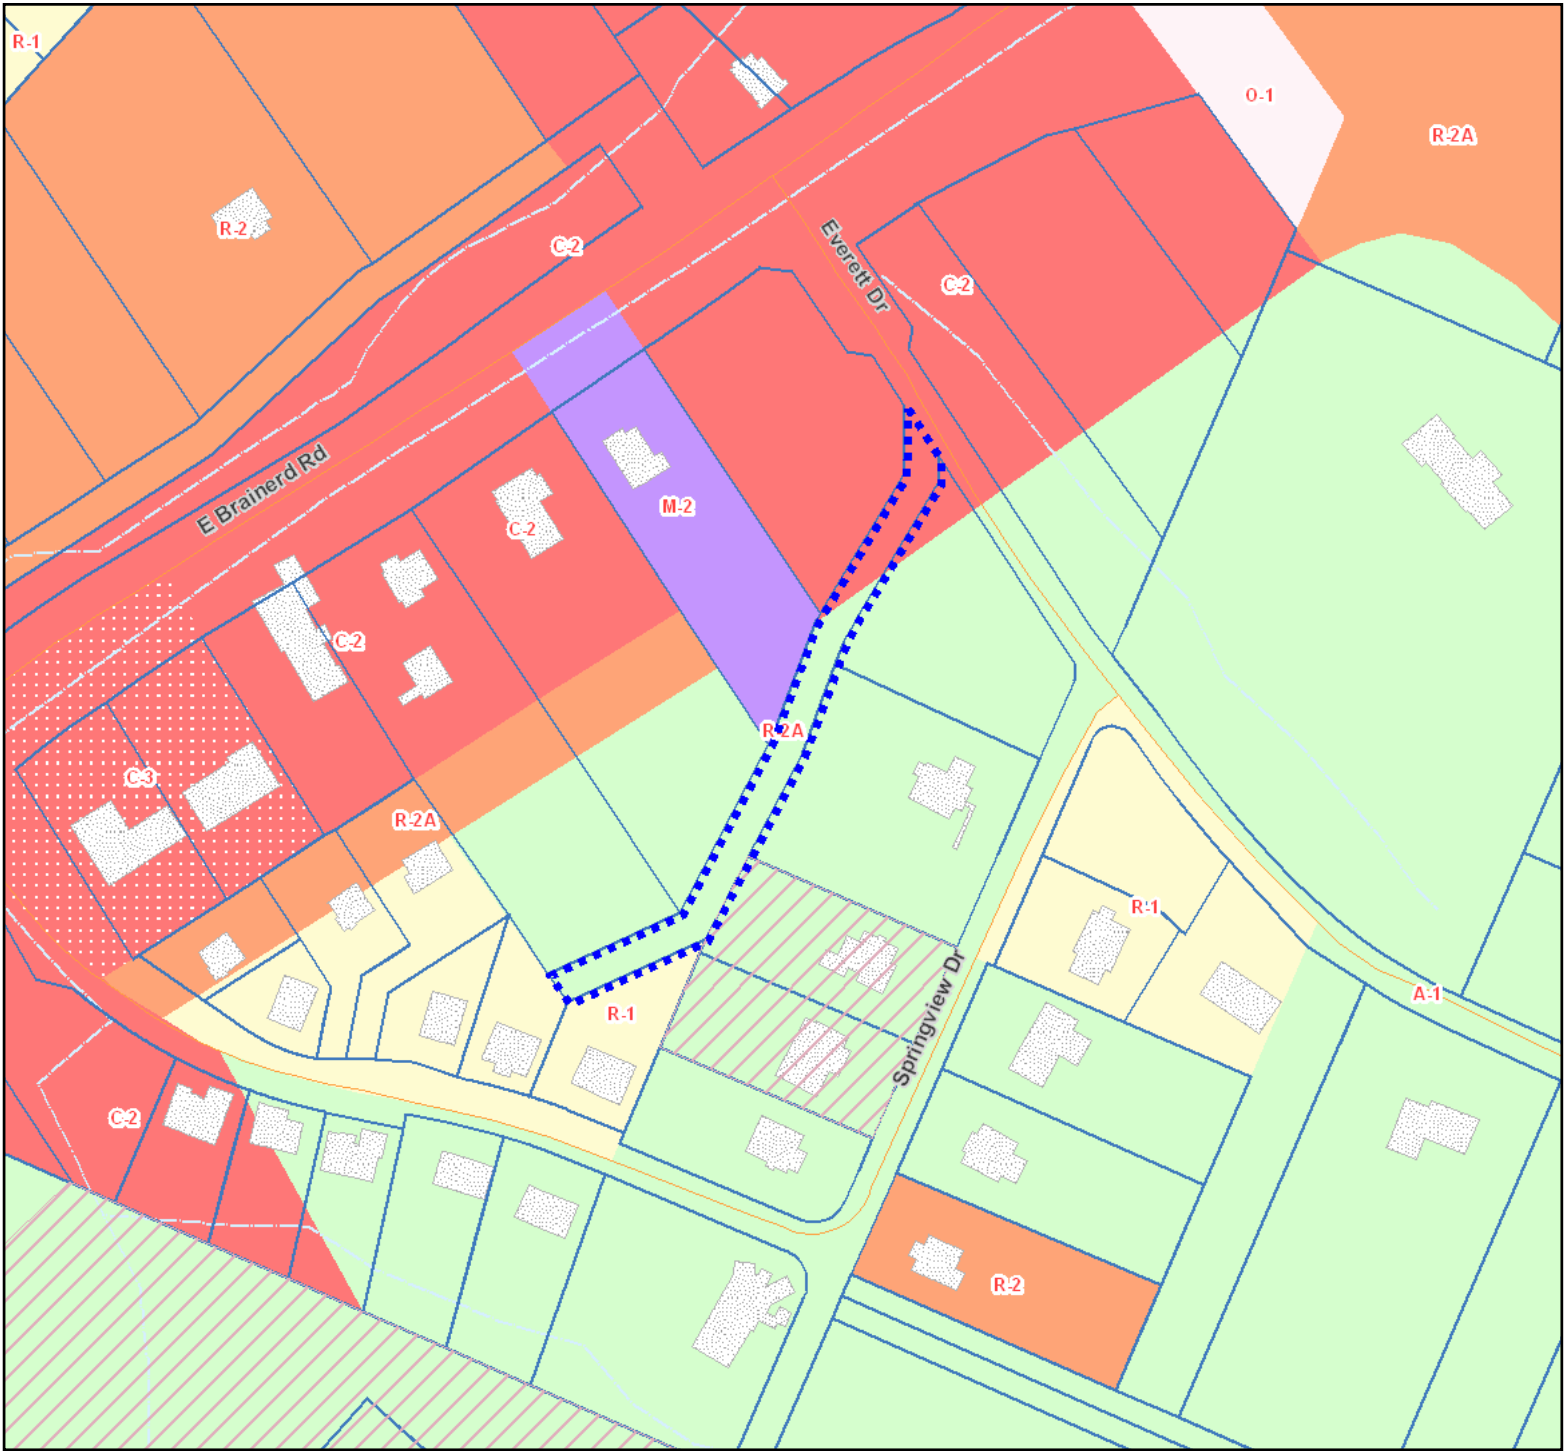 R-1
O-1
R-2A
R-2
C-2
Everett Dr
C-2
E Brainerd Rd
M-2
C-2
C-2
R-2A
C-3
R-2A
R-1
Springview Dr
A-1
R-1
C-2
R-2